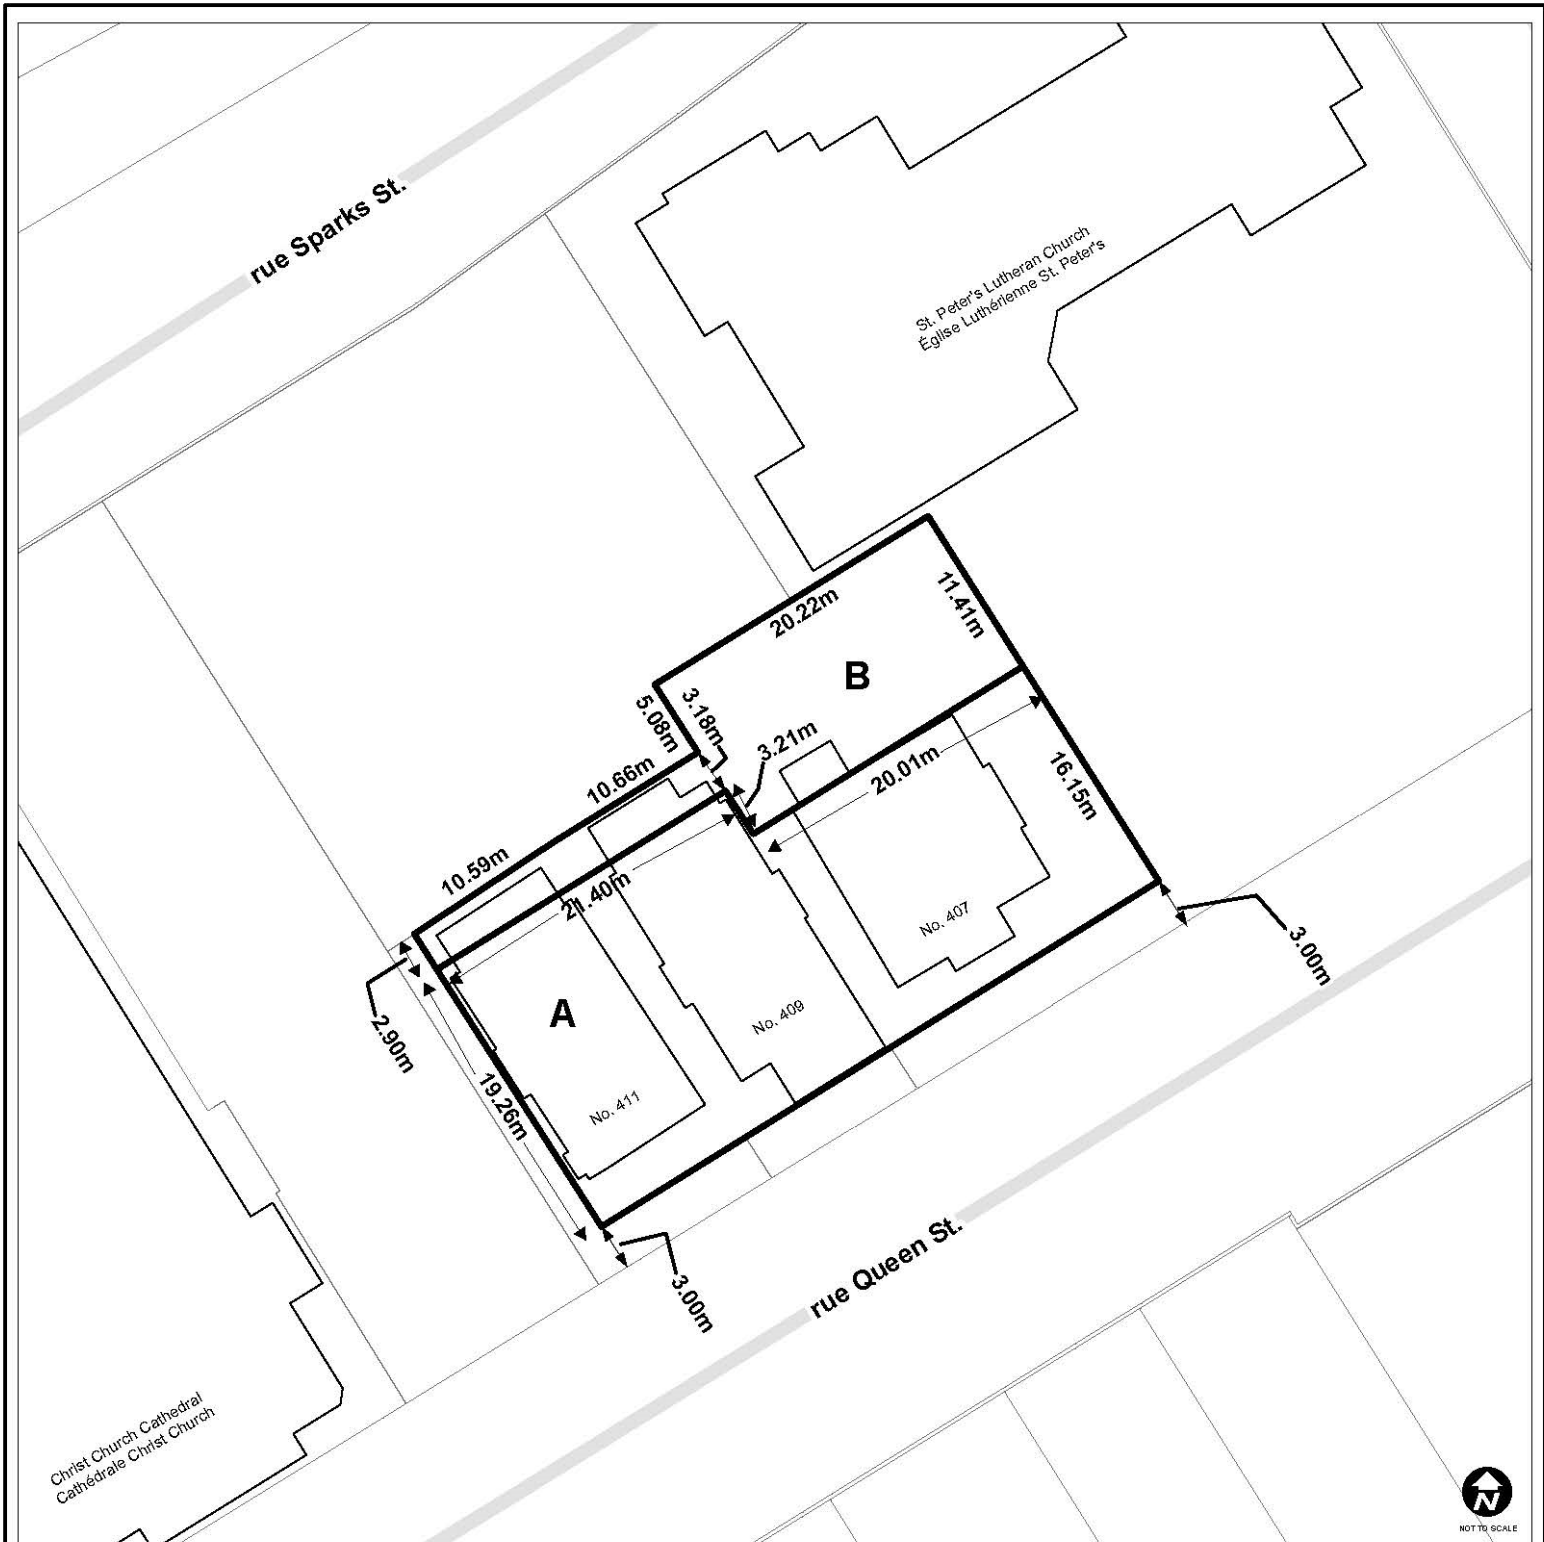 rue Sparks St.
St. Peter's Lutheran Church
Église Luthérienne St. Peter's
20.22m
11.41m
B
5.08m
3.18m
3.21m
20.01m
16.15m
10.66m
10.59m
21.40m
No. 407
3.00m
A
No. 409
2.90m
19.26m
No. 411
rue Queen St.
3.00m
Christ Church Cathedral
Cathédrale Christ Church
N
NOT TO SCALE